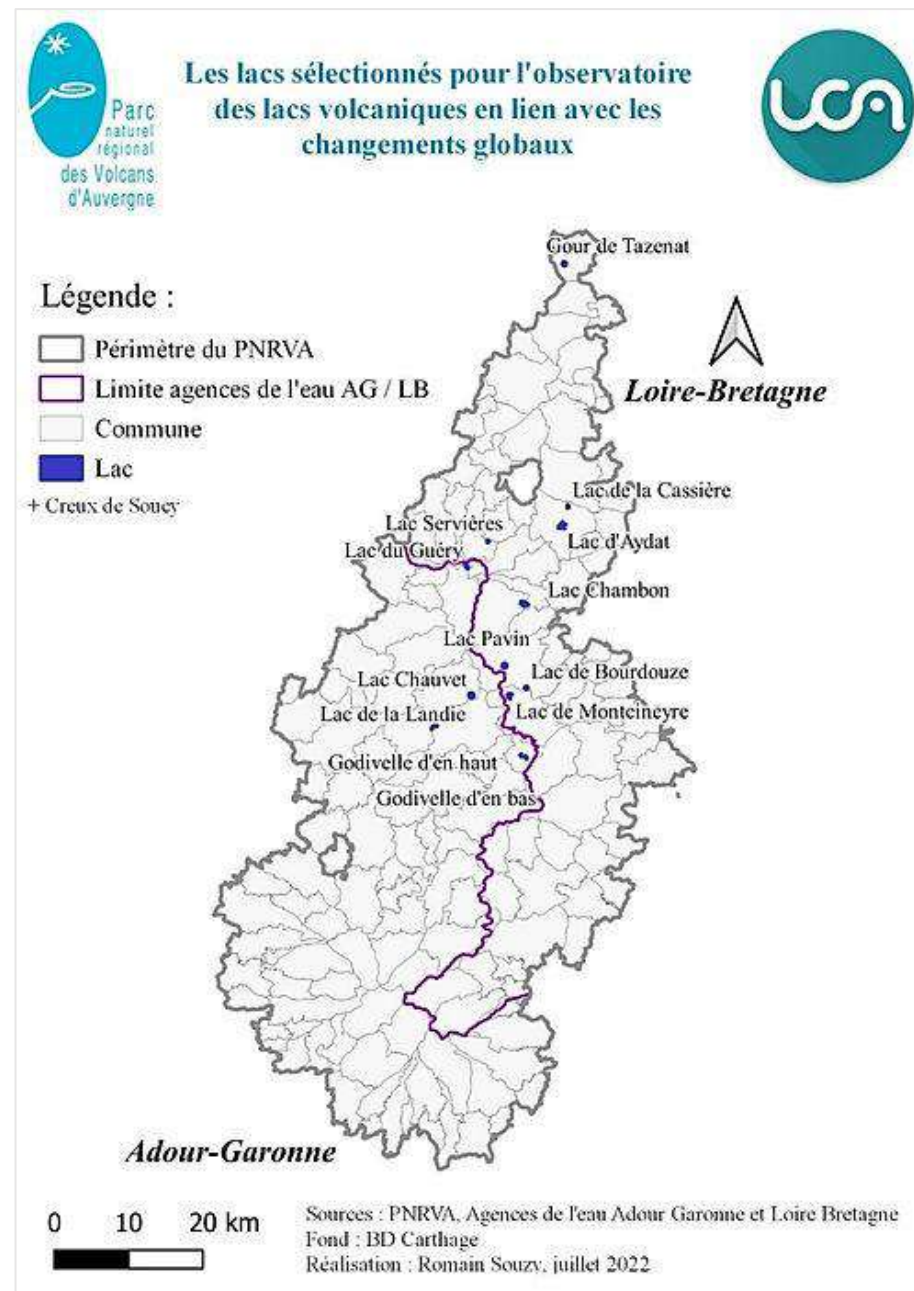 Parc
naturel
régional
des Volcans
d'Auvergne
Les lacs sélectionnés pour l'observatoire
des lacs volcaniques en lien avec les
changements globaux
UCA
Gour de Tazenat
Légende :
Périmètre du PNRVA
Limite agences de l'eau AG / LB
Commune
Lac
+ Creux de Soucy
Loire-Bretagne
Lac de la Cassière
Lac Servières
Lac d'Aydat
Lac du Guéry
Lac Chambon
Lac Pavin
Lac de Bourdouze
Lac Chauvet
Lac de Montcineyre
Lac de la Landie
Godivelle d'en haut
Godivelle d'en bas
Adour-Garonne
0 10 20 km
Sources : PNRVA, Agences de l'eau Adour Garonne et Loire Bretagne
Fond : BD Carthage
Réalisation : Romain Souzy, juillet 2022